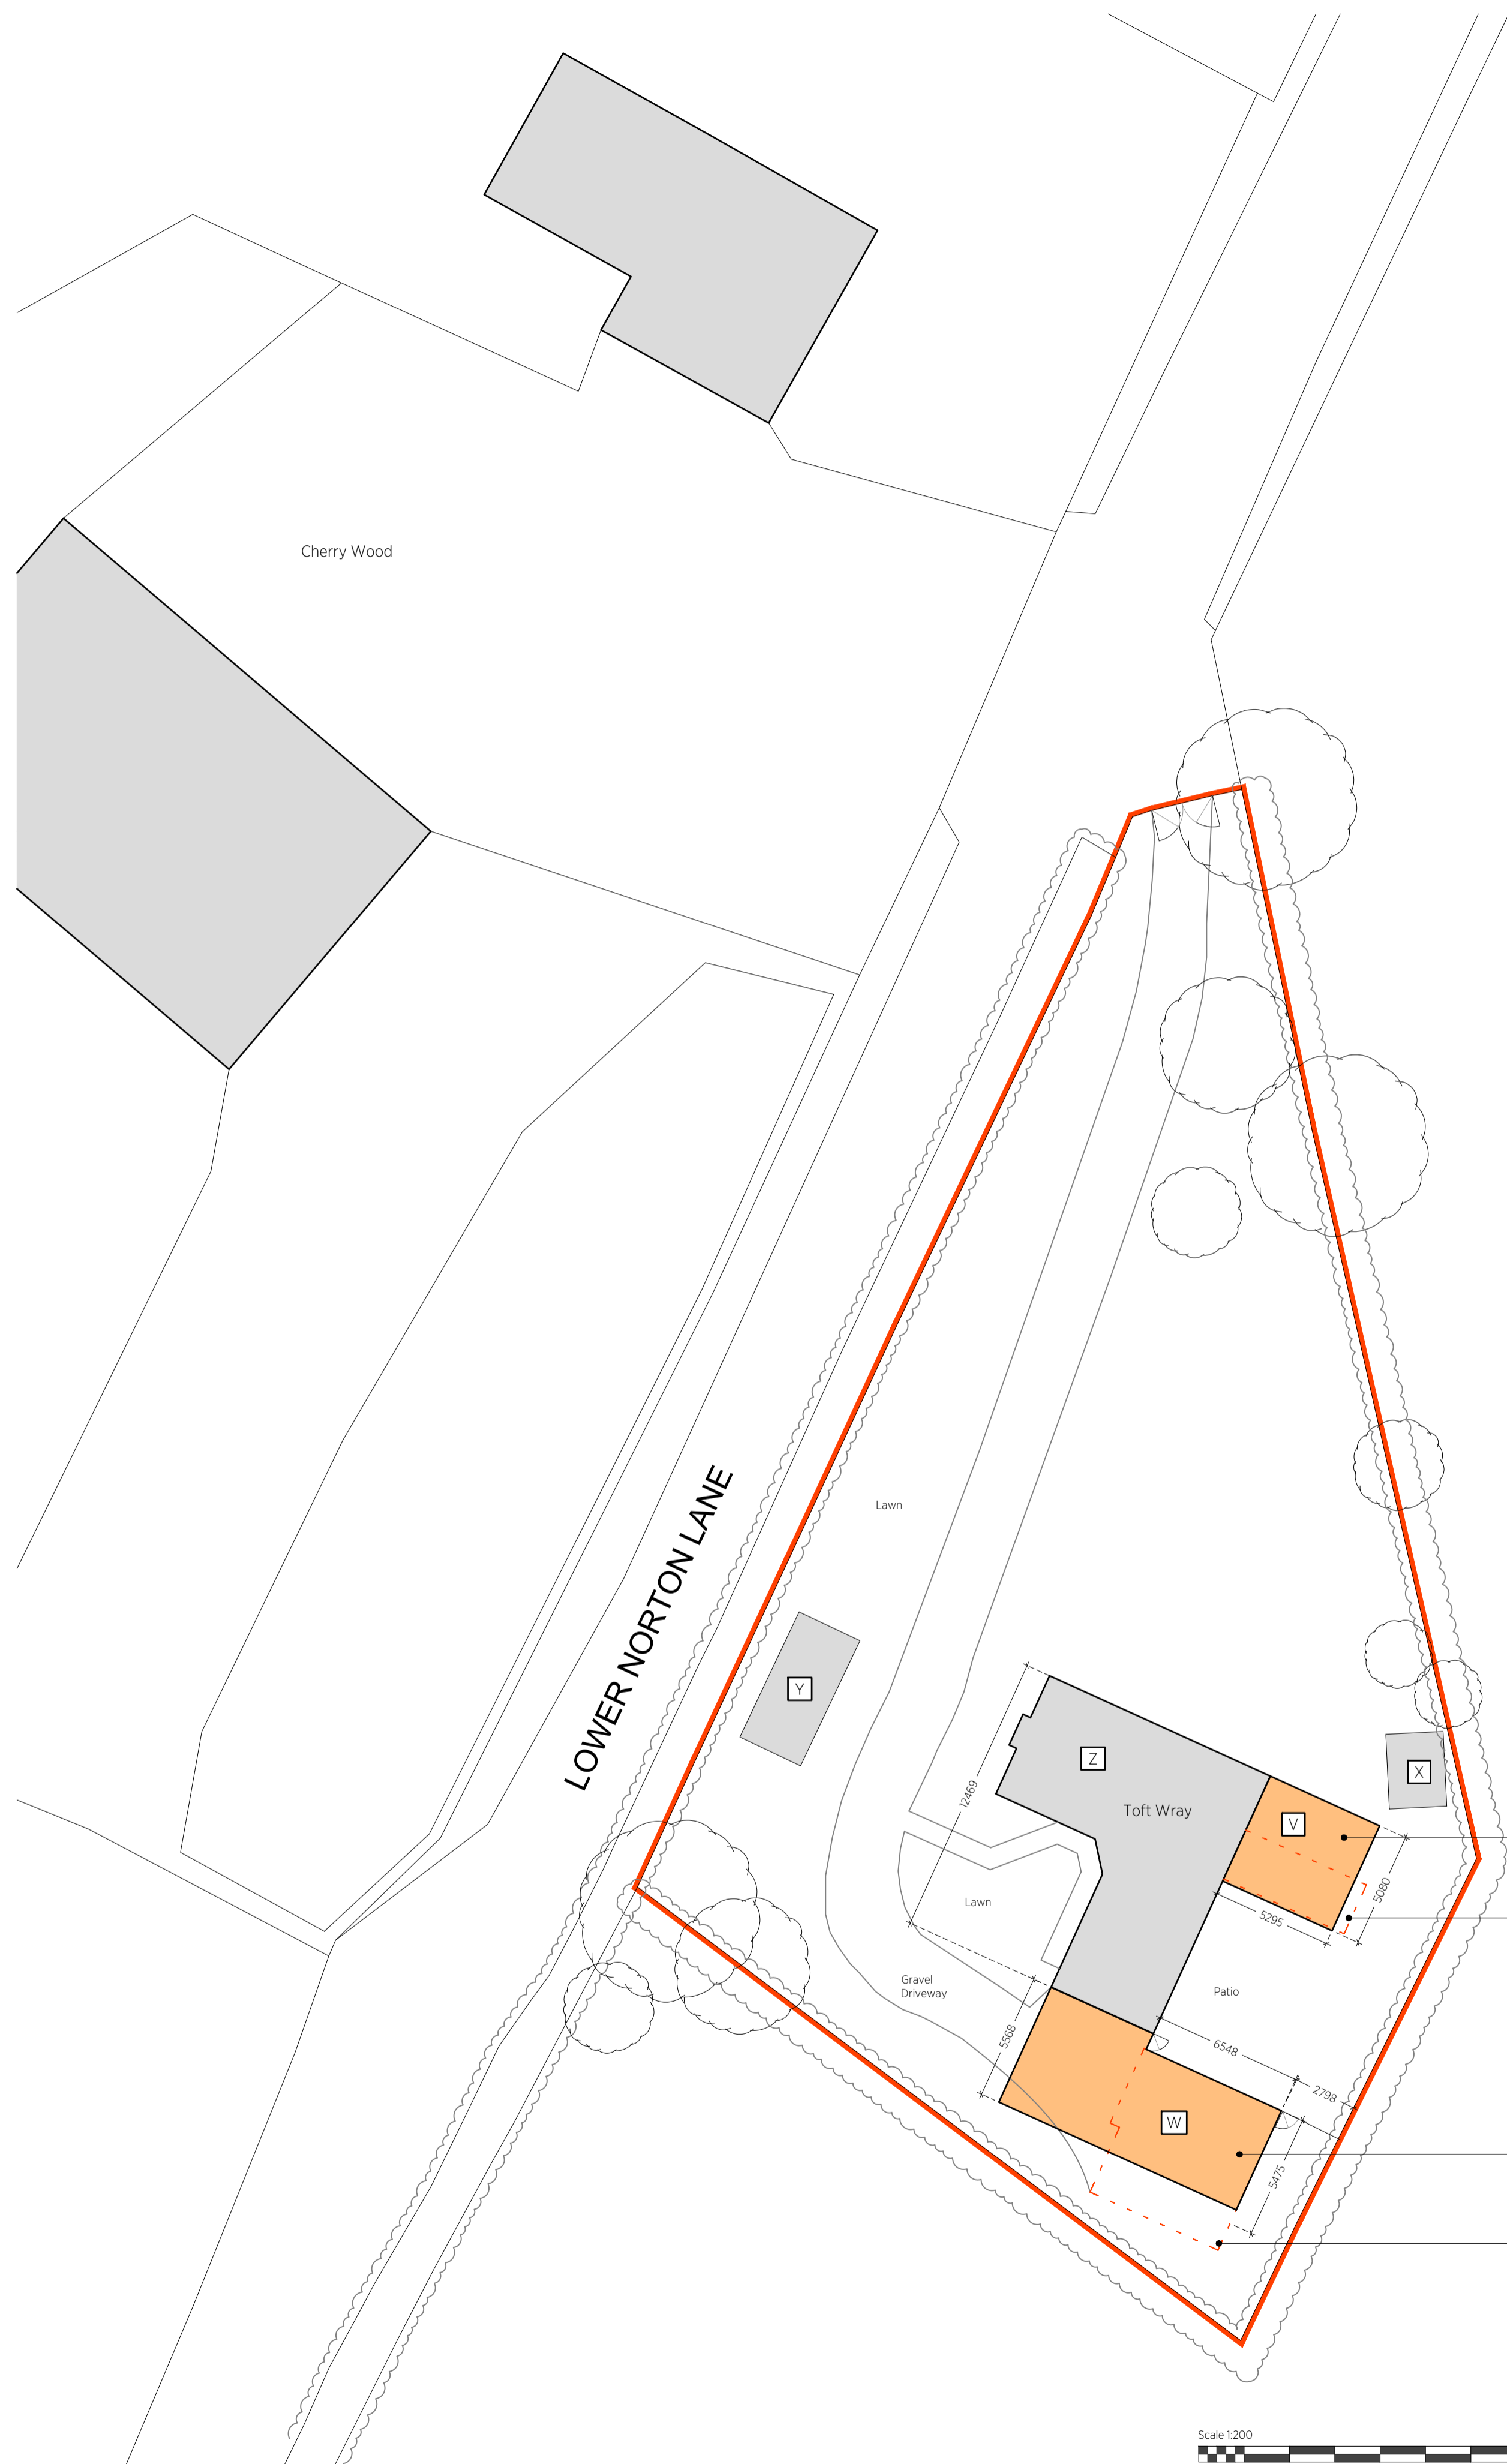 Cherry Wood
LOWER NORTON LANE
Lawn
Y
Z
X
12469
Toft Wray
V
5080
5295
Lawn
Gravel
Driveway
Patio
5568
6548
2798
W
5475
Scale 1:200